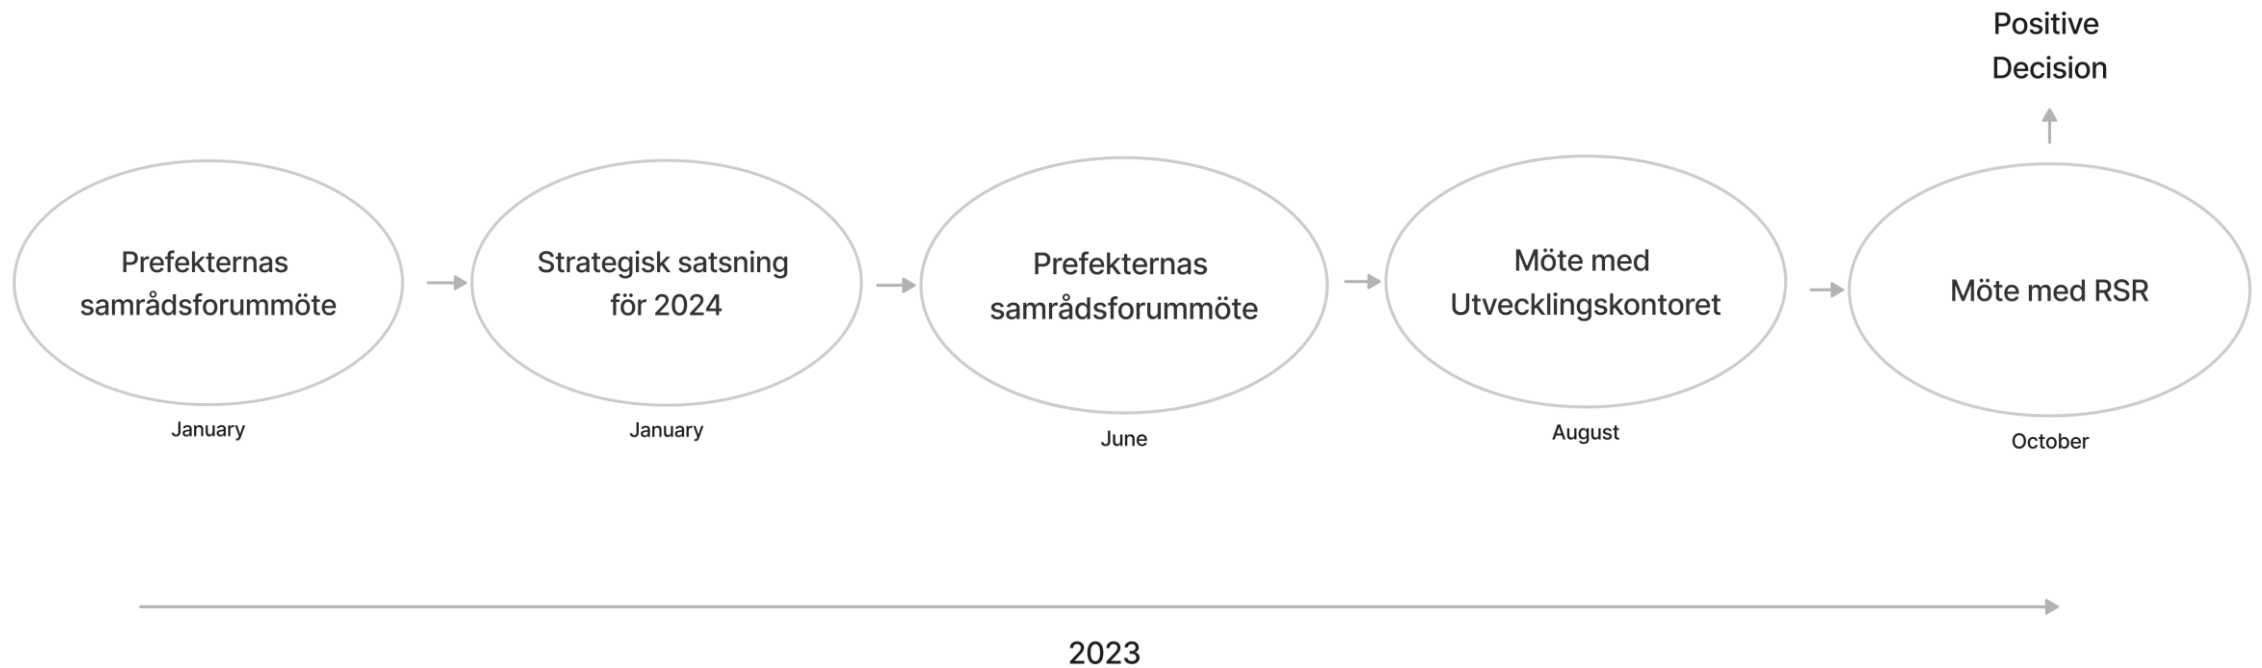 Positive
Decision
Prefekternas
samrådsforummöte
January
Strategisk satsning
för 2024
January
Prefekternas
samrådsforummöte
June
Möte med
Utvecklingskontoret
August
Möte med RSR
October
2023